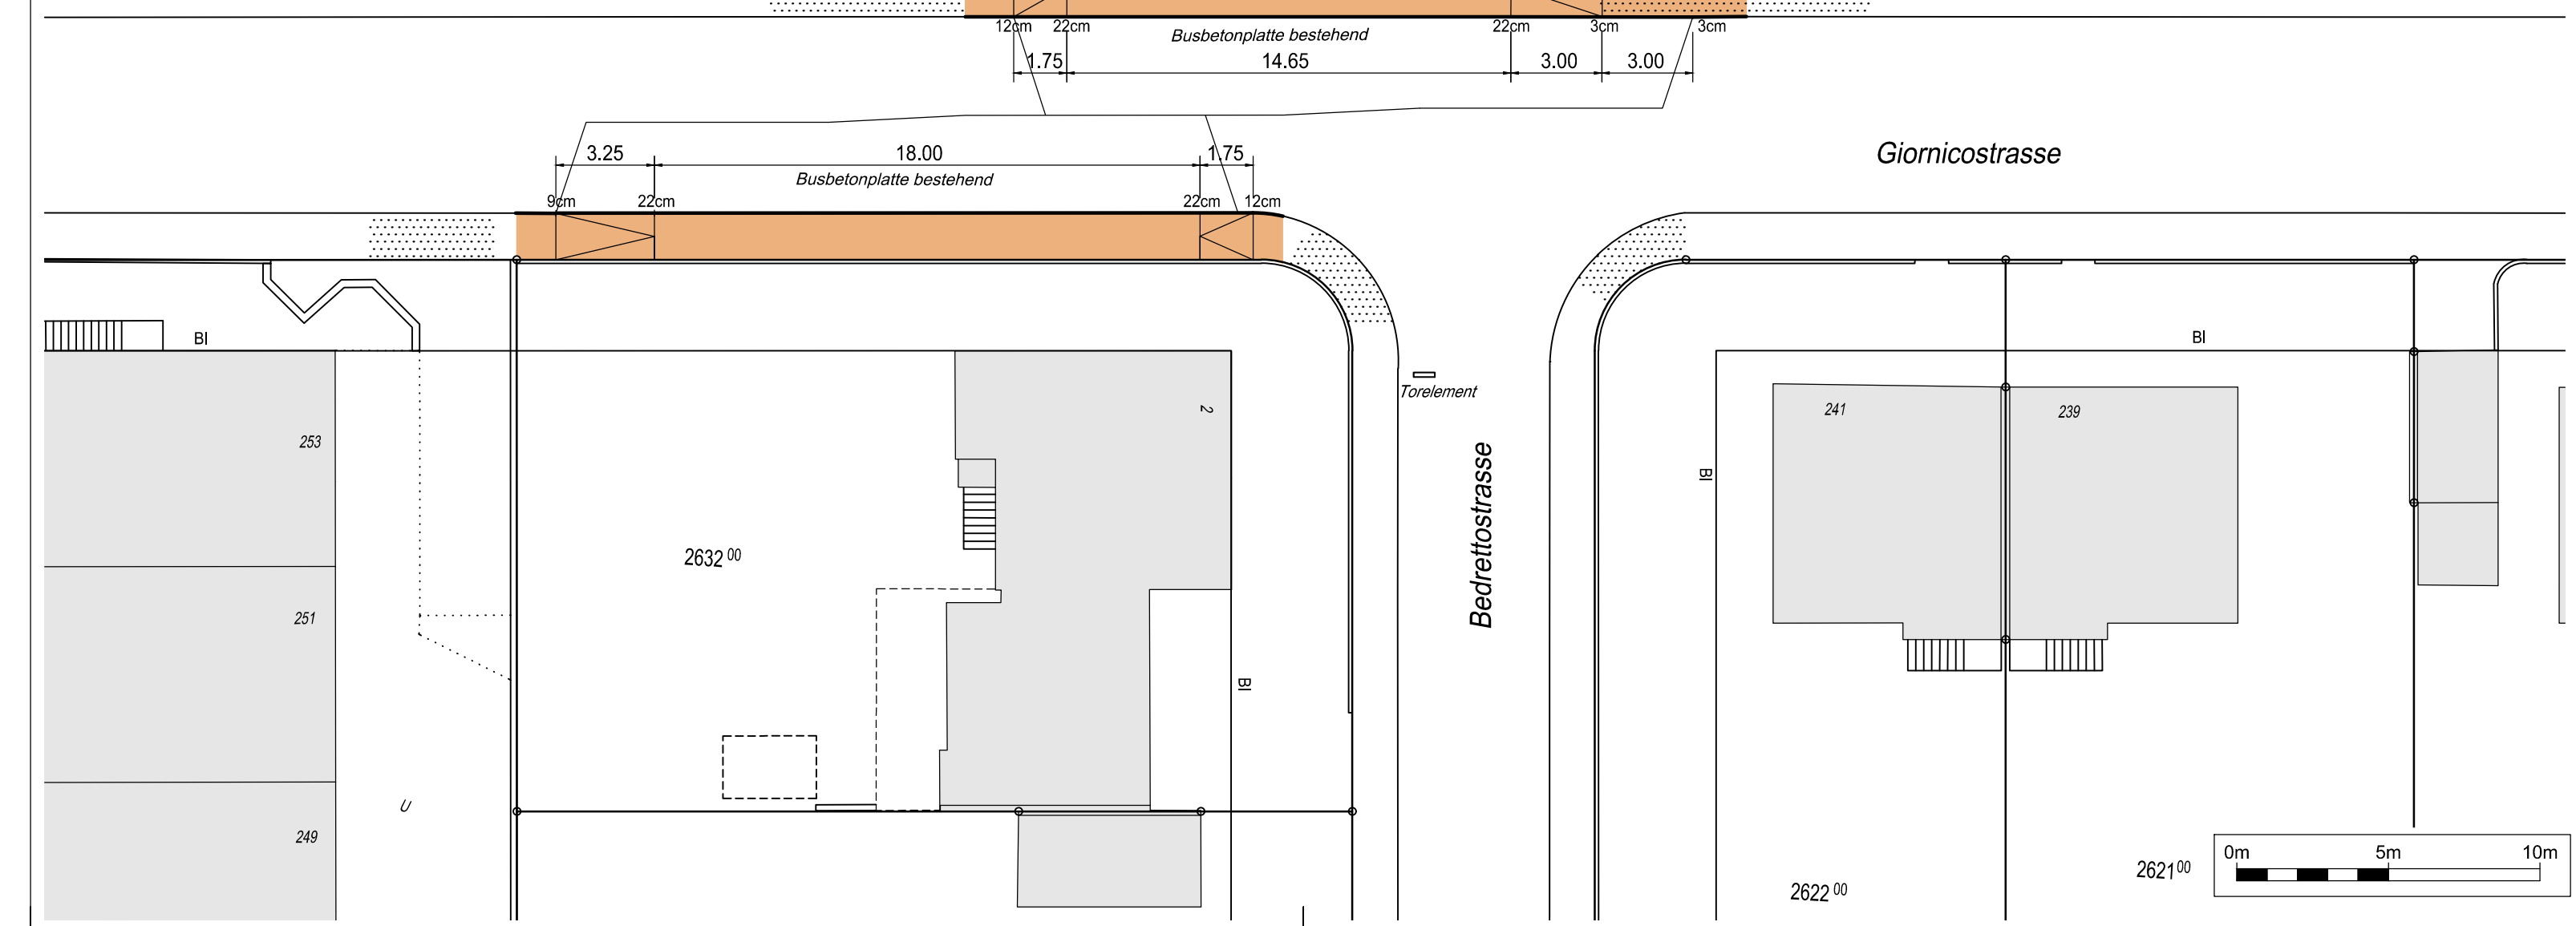 12cm 22cm 22cm 3cm 3cm
Busbetonplatte bestehend
1.75 14.65 3.00 3.00
Giornicostrasse
3.25 18.00 1.75
Busbetonplatte bestehend
9cm 22cm 22cm 12cm
Bl
Bl
Torelement
2
241
239
253
Bl
Bedrettostrasse
2632 00
251
Bl
U
249
0m 5m 10m
2621 00
2622 00